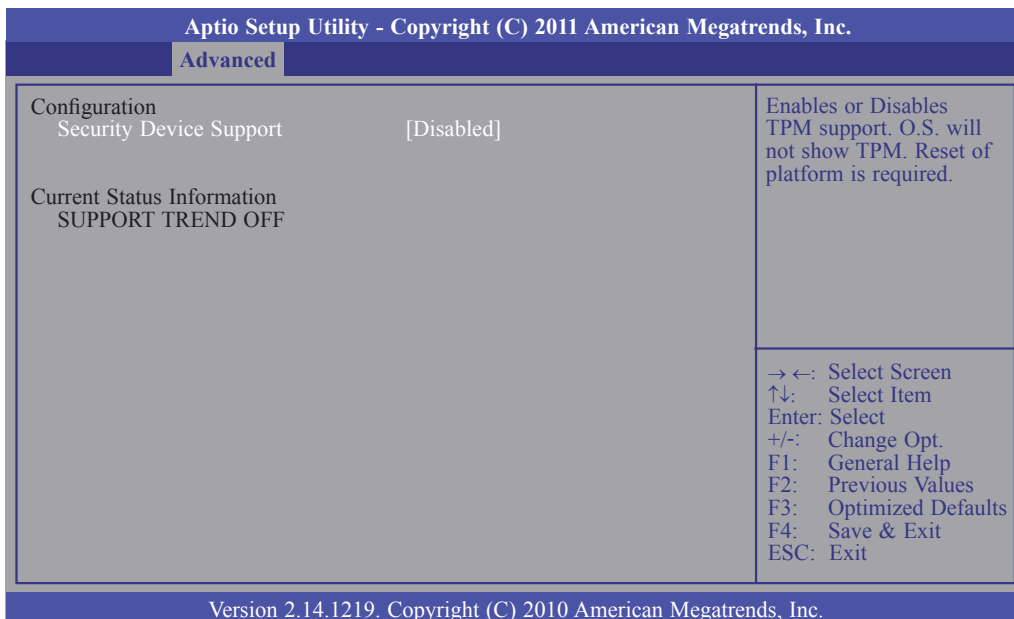 Aptio Setup Utility - Copyright (C) 2011 American Megatrends, Inc.
Advanced
Configuration
Security Device Support [Disabled]
Current Status Information
SUPPORT TREND OFF
Enables or Disables
TPM support. O.S. will
not show TPM. Reset of
platform is required.
→ ←: Select Screen
↑↓: Select Item
Enter: Select
+/-: Change Opt.
F1: General Help
F2: Previous Values
F3: Optimized Defaults
F4: Save & Exit
ESC: Exit
Version 2.14.1219. Copyright (C) 2010 American Megatrends, Inc.